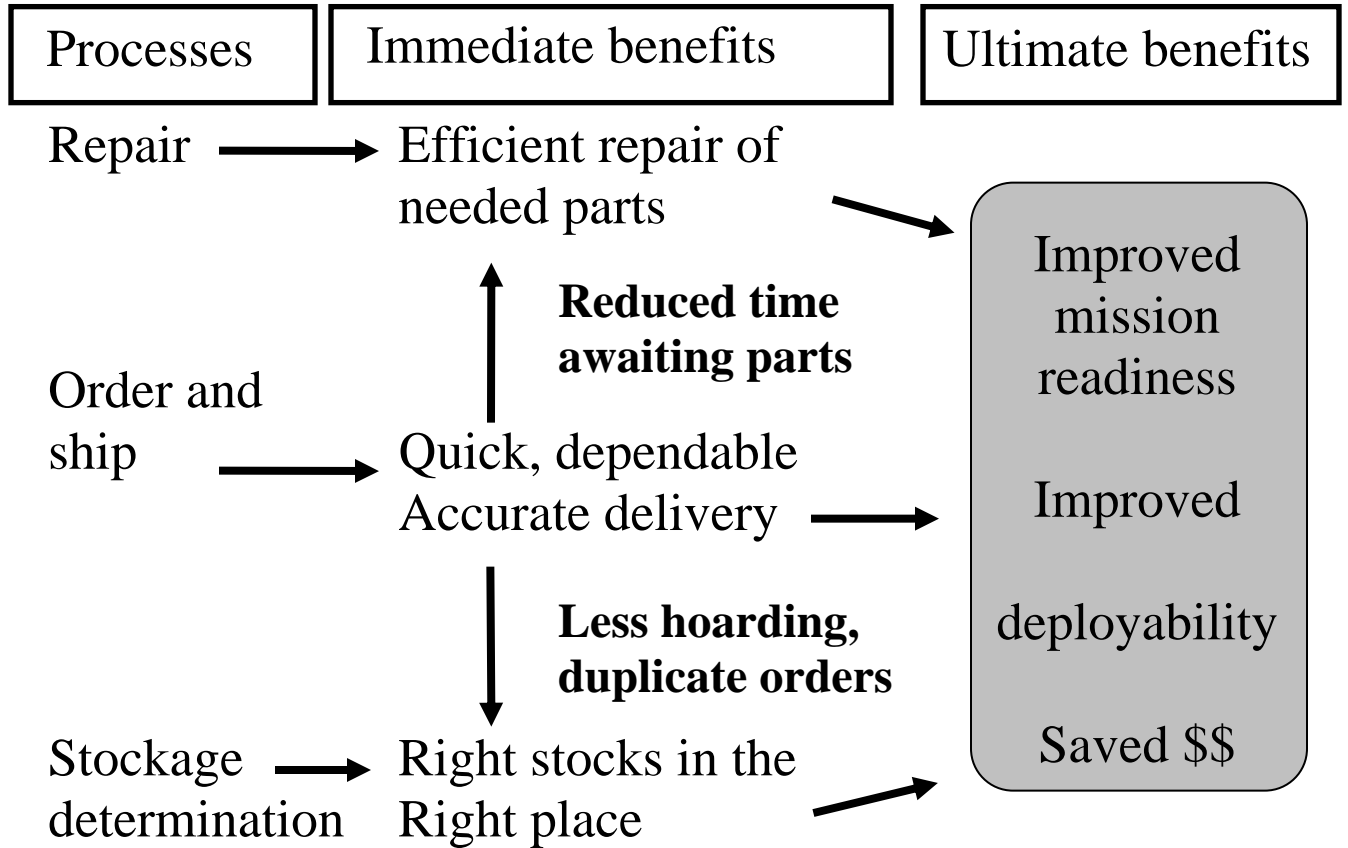 Processes
Immediate benefits
Ultimate benefits
Repair
Efficient repair of
needed parts
Reduced time
awaiting parts
Order and
ship
Quick, dependable
Accurate delivery
Less hoarding,
duplicate orders
Stockage
determination
Right stocks in the
Right place
Improved
mission
readiness
Improved
deployability
Saved $$